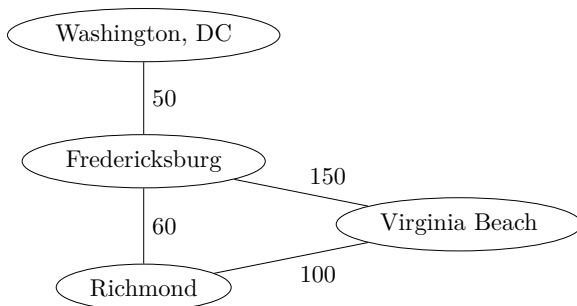 Washington, DC
50
Fredericksburg
150
60
Virginia Beach
100
Richmond